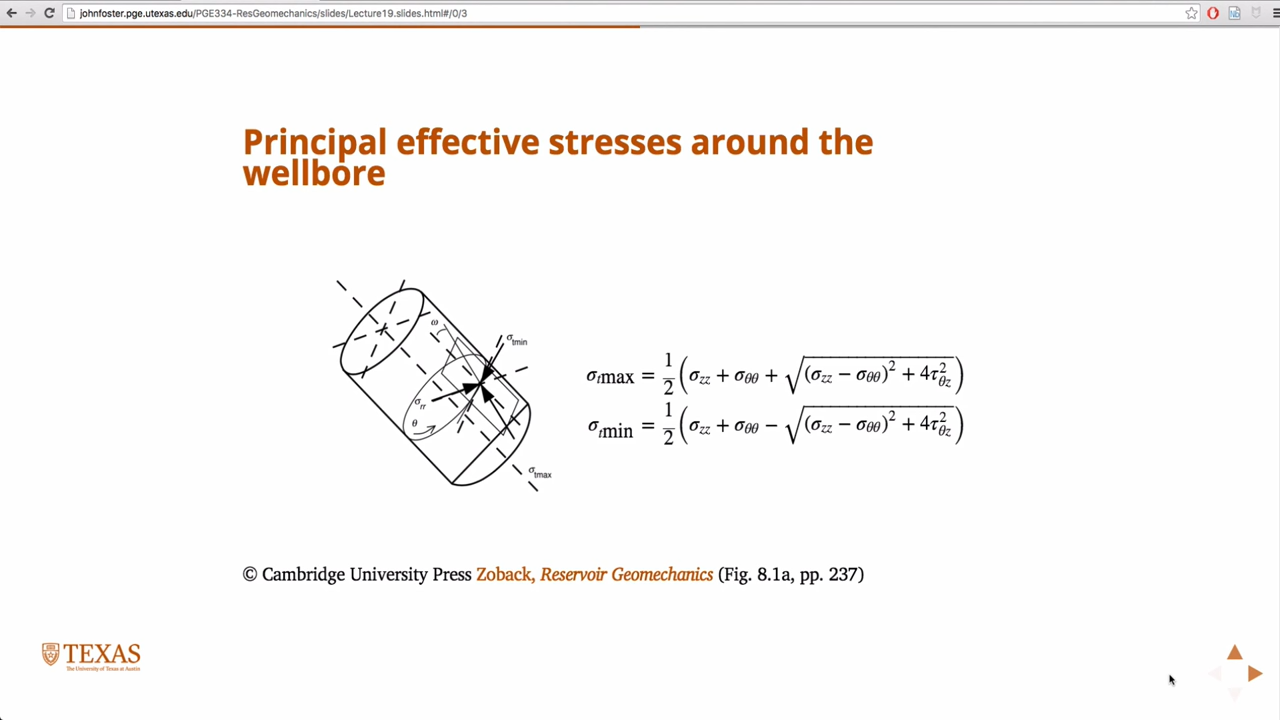 johnfoster.pge.utexas.edu/PGE334-ResGeomechanics/slides/Lecture19.slides.html#/0/3
Principal effective stresses around the
wellbore
ω
σtmin
σrr
θ
σtmax
σₜmax = 1/2 (σzz + σθθ + √((σzz − σθθ)² + 4τ²θz))
σₜmin = 1/2 (σzz + σθθ − √((σzz − σθθ)² + 4τ²θz))
© Cambridge University Press Zoback, Reservoir Geomechanics (Fig. 8.1a, pp. 237)
TEXAS
The University of Texas at Austin